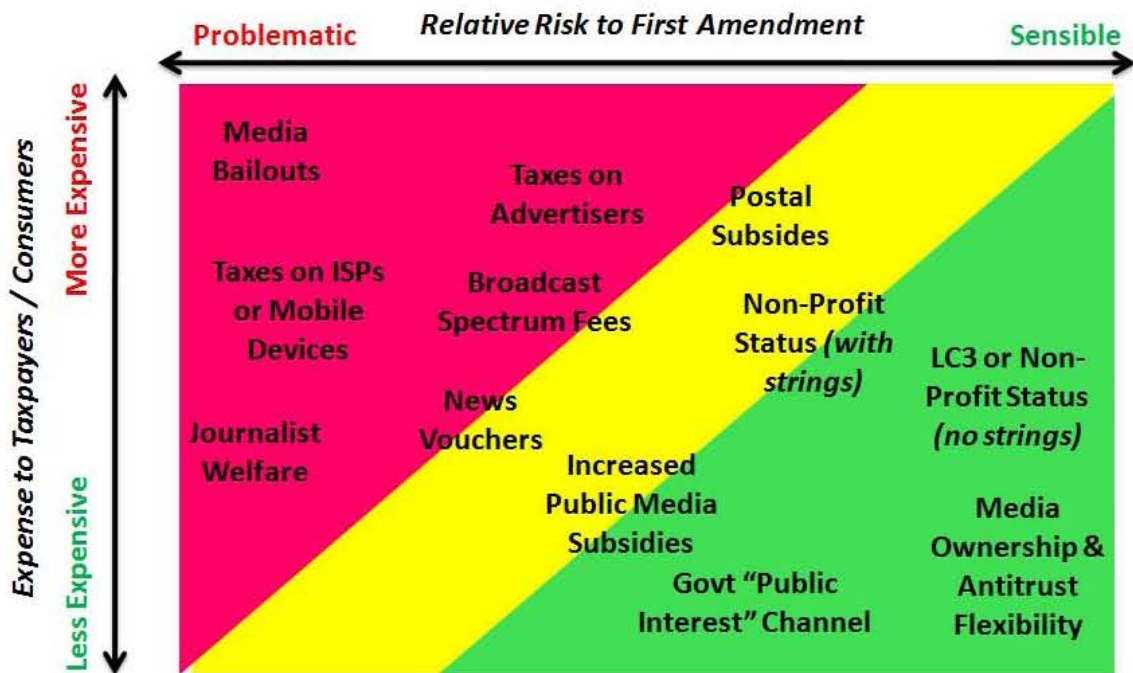 Relative Risk to First Amendment
Problematic
Sensible
Expense to Taxpayers / Consumers
More Expensive
Less Expensive
Media
Bailouts
Taxes on
Advertisers
Postal
Subsides
Taxes on ISPs
or Mobile
Devices
Broadcast
Spectrum Fees
Non-Profit
Status (with
strings)
LC3 or Non-
Profit Status
(no strings)
News
Vouchers
Journalist
Welfare
Increased
Public Media
Subsidies
Media
Ownership &
Antitrust
Flexibility
Govt “Public
Interest” Channel